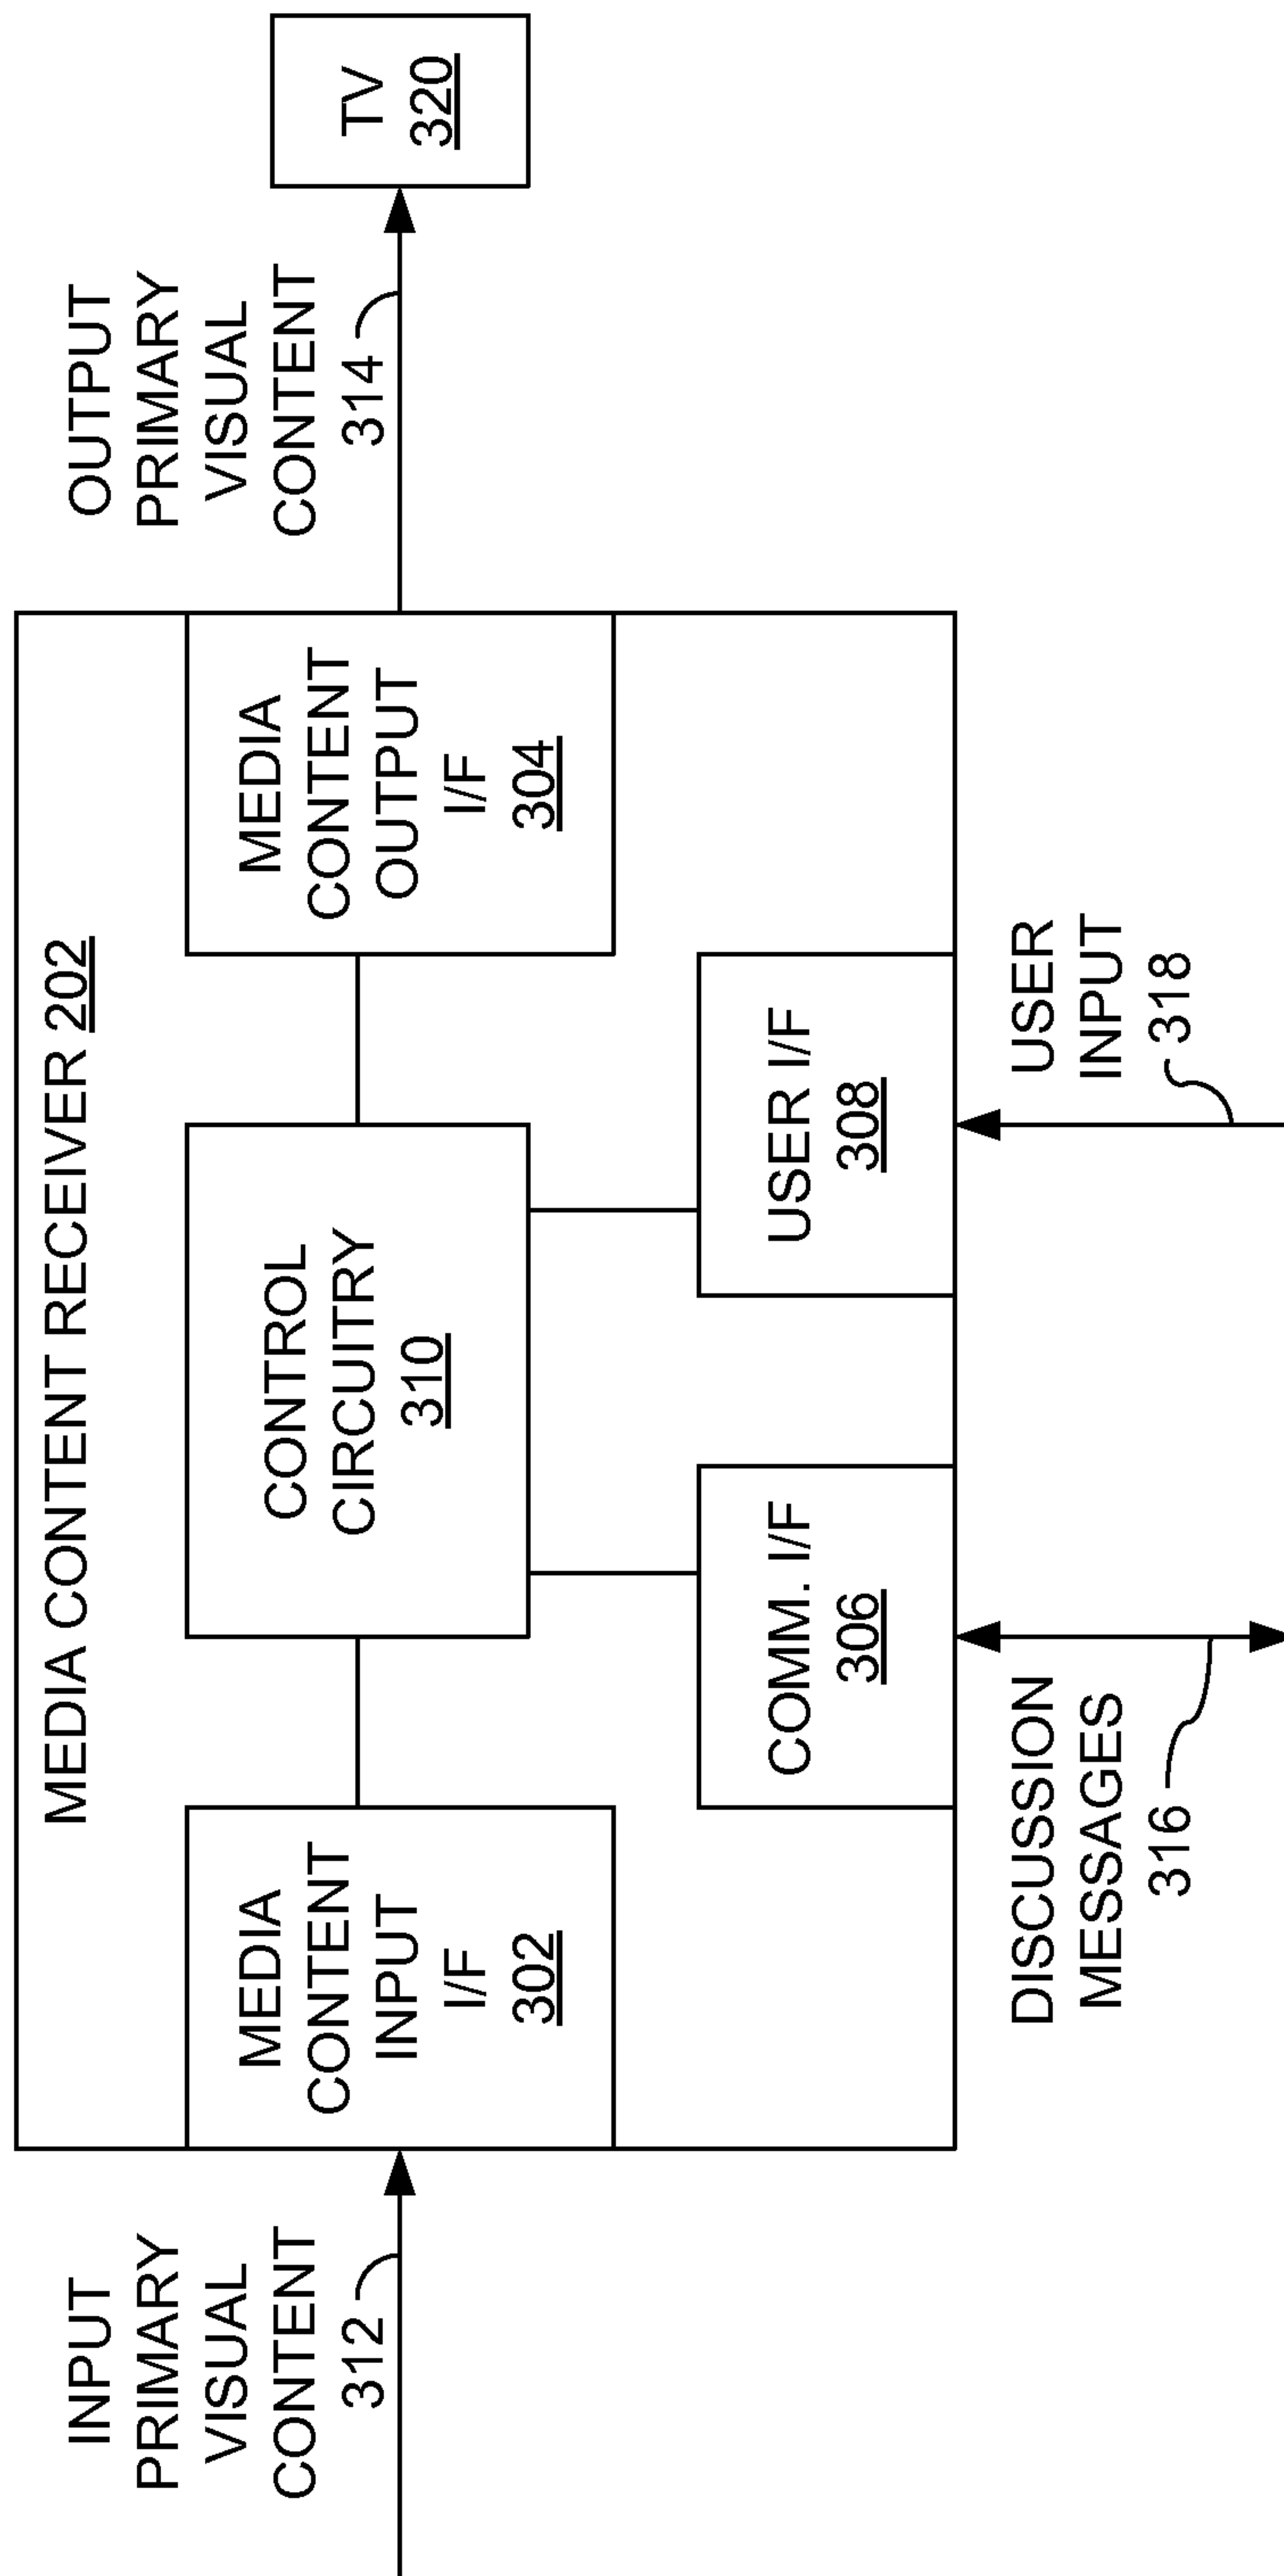 MEDIA CONTENT RECEIVER 202
INPUT
PRIMARY
VISUAL
CONTENT
312
MEDIA
CONTENT
INPUT
I/F
302
CONTROL
CIRCUITRY
310
MEDIA
CONTENT
OUTPUT
I/F
304
OUTPUT
PRIMARY
VISUAL
CONTENT
314
TV
320
COMM. I/F
306
USER I/F
308
DISCUSSION
MESSAGES
316
USER
INPUT
318